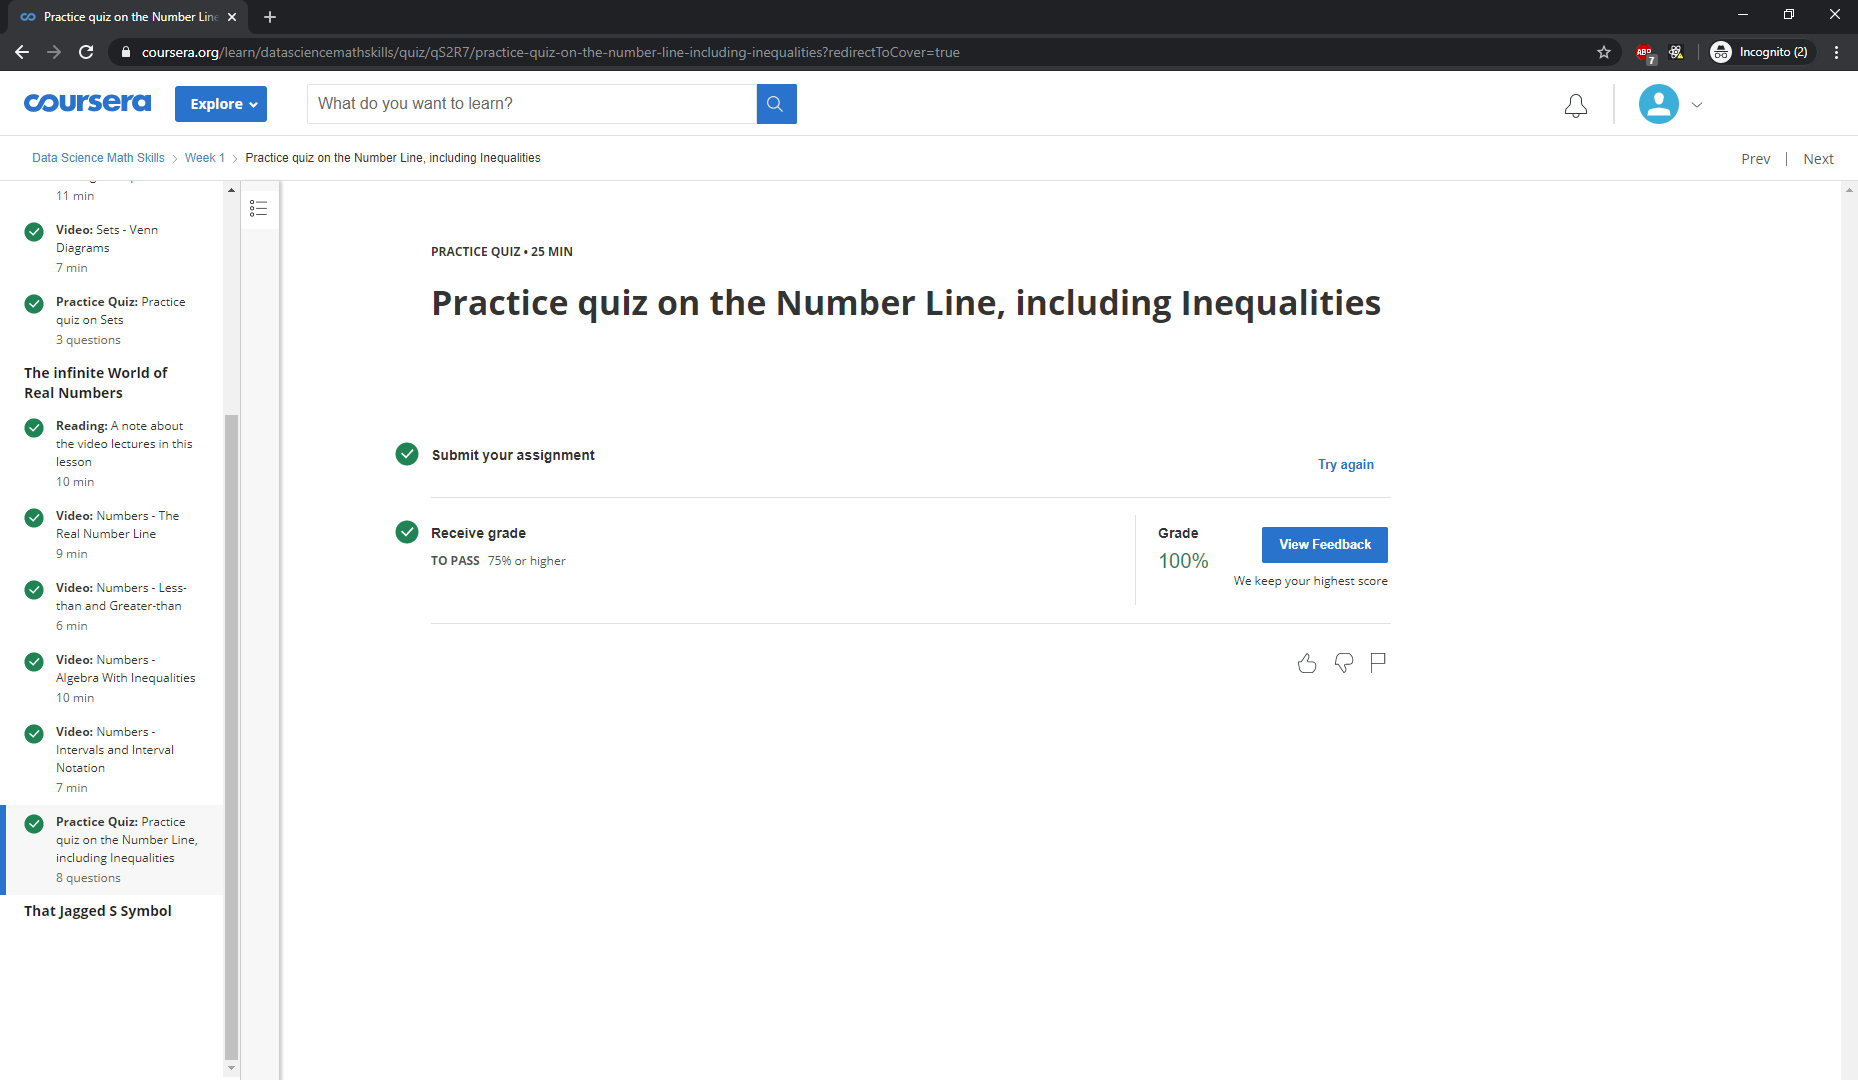 Practice quiz on the Number Line
coursera.org/learn/datasciencemathskills/quiz/qS2R7/practice-quiz-on-the-number-line-including-inequalities?redirectToCover=true
ABP
7
Incognito (2)
coursera
Explore
What do you want to learn?
Data Science Math Skills
Week 1
Practice quiz on the Number Line, including Inequalities
Prev
Next
11 min
Video: Sets - Venn
Diagrams
7 min
Practice Quiz: Practice
quiz on Sets
3 questions
The infinite World of
Real Numbers
Reading: A note about
the video lectures in this
lesson
10 min
Video: Numbers - The
Real Number Line
9 min
Video: Numbers - Less-
than and Greater-than
6 min
Video: Numbers -
Algebra With Inequalities
10 min
Video: Numbers -
Intervals and Interval
Notation
7 min
Practice Quiz: Practice
quiz on the Number Line,
including Inequalities
8 questions
That Jagged S Symbol
PRACTICE QUIZ • 25 MIN
Practice quiz on the Number Line, including Inequalities
Submit your assignment
Try again
Receive grade
TO PASS 75% or higher
Grade
100%
View Feedback
We keep your highest score